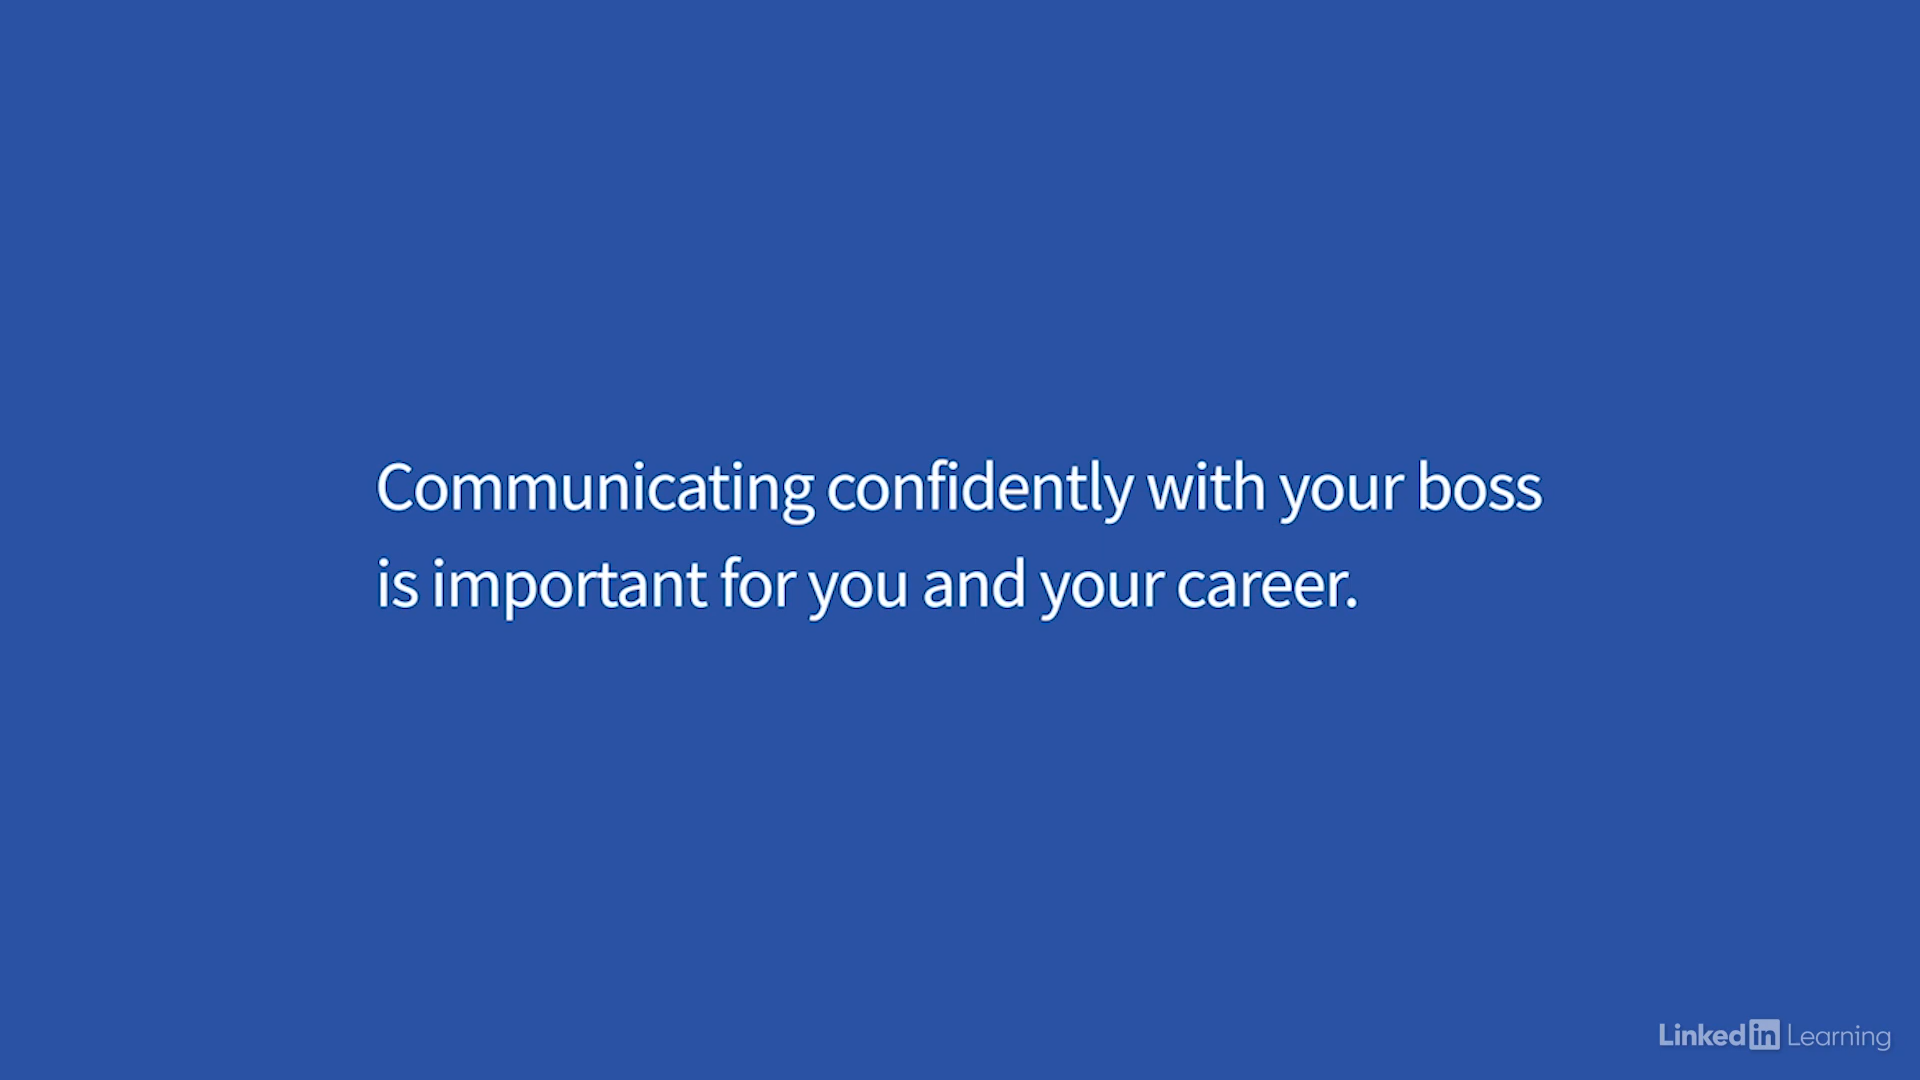 Communicating confidently with your boss
is important for you and your career.
Linked in Learning